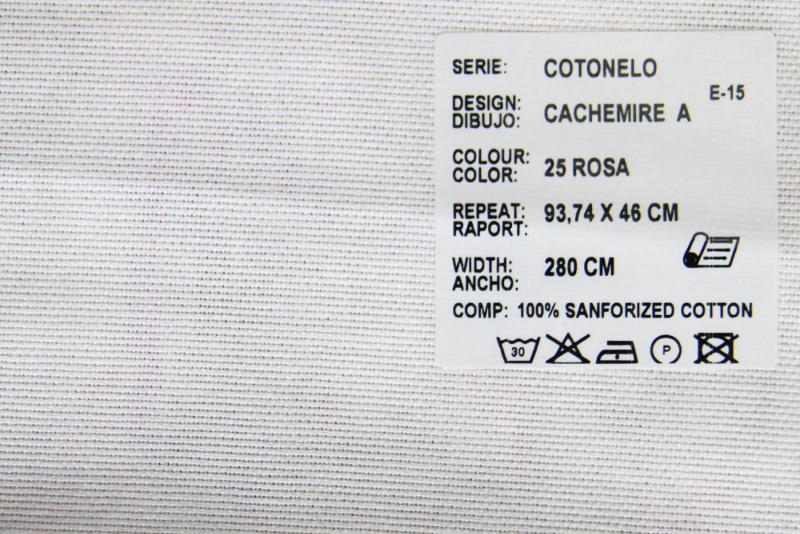 SERIE: COTONELO
E-15
DESIGN: CACHEMIRE A
DIBUJO:
COLOUR: 25 ROSA
COLOR:
REPEAT: 93,74 X 46 CM
RAPORT:
WIDTH: 280 CM
ANCHO:
COMP: 100% SANFORIZED COTTON
30 P